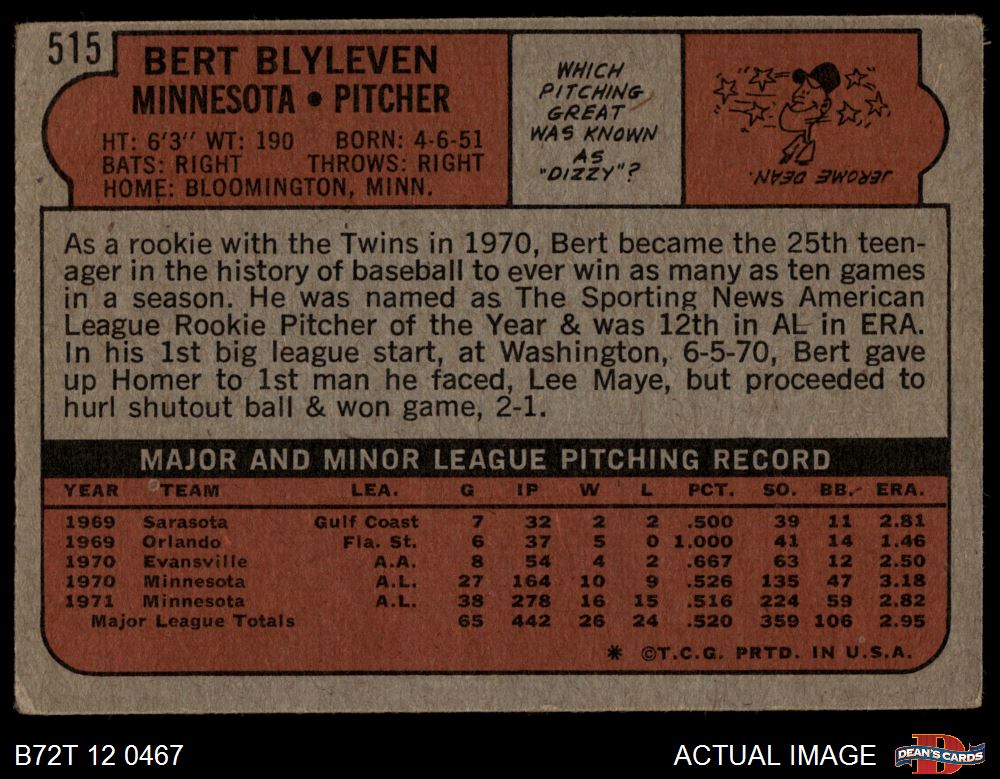 515
BERT BLYLEVEN
MINNESOTA • PITCHER
HT: 6'3" WT: 190 BORN: 4-6-51
BATS: RIGHT THROWS: RIGHT
HOME: BLOOMINGTON, MINN.
WHICH
PITCHING
GREAT
WAS KNOWN
AS
"DIZZY"?
JEROME DEAN.
As a rookie with the Twins in 1970, Bert became the 25th teen-
ager in the history of baseball to ever win as many as ten games
in a season. He was named as The Sporting News American
League Rookie Pitcher of the Year & was 12th in AL in ERA.
In his 1st big league start, at Washington, 6-5-70, Bert gave
up Homer to 1st man he faced, Lee Maye, but proceeded to
hurl shutout ball & won game, 2-1.
MAJOR AND MINOR LEAGUE PITCHING RECORD
YEAR TEAM LEA. G IP W L PCT. SO. BB. ERA.
1969 Sarasota Gulf Coast 7 32 2 2 .500 39 11 2.81
1969 Orlando Fla. St. 6 37 5 0 1.000 41 14 1.46
1970 Evansville A.A. 8 54 4 2 .667 63 12 2.50
1970 Minnesota A.L. 27 164 10 9 .526 135 47 3.18
1971 Minnesota A.L. 38 278 16 15 .516 224 59 2.82
Major League Totals 65 442 26 24 .520 359 106 2.95
* ©T.C.G. PRTD. IN U.S.A.
B72T 12 0467
ACTUAL IMAGE
DEAN'S CARDS